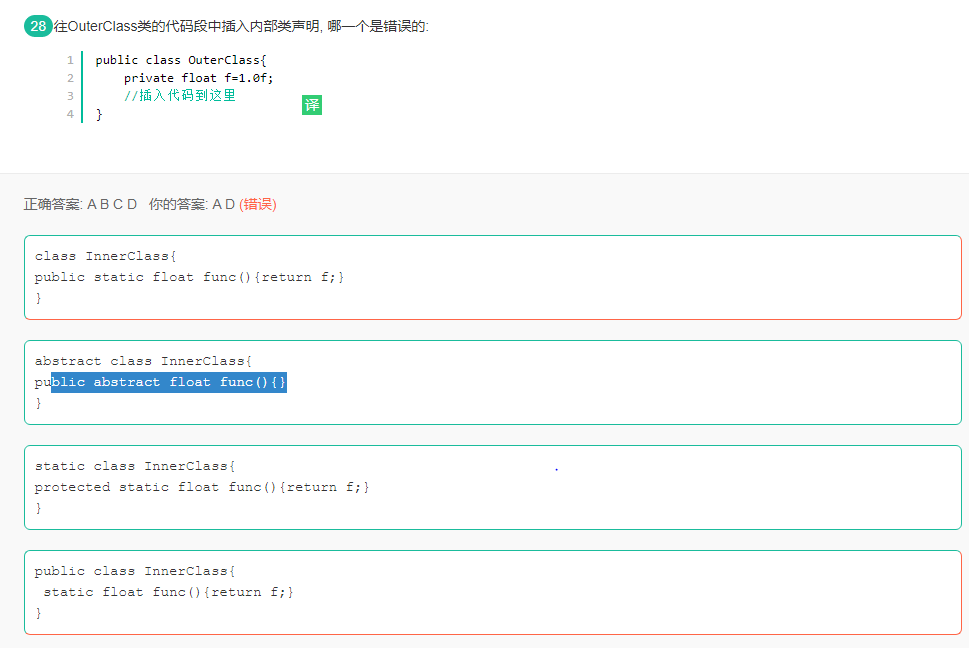 28 往OuterClass类的代码段中插入内部类声明, 哪一个是错误的:
1 public class OuterClass{
2 private float f=1.0f;
3 //插入代码到这里
译
4 }
正确答案: A B C D 你的答案: A D (错误)
class InnerClass{
public static float func(){return f;}
}
abstract class InnerClass{
public abstract float func(){}
}
static class InnerClass{
protected static float func(){return f;}
}
public class InnerClass{
static float func(){return f;}
}